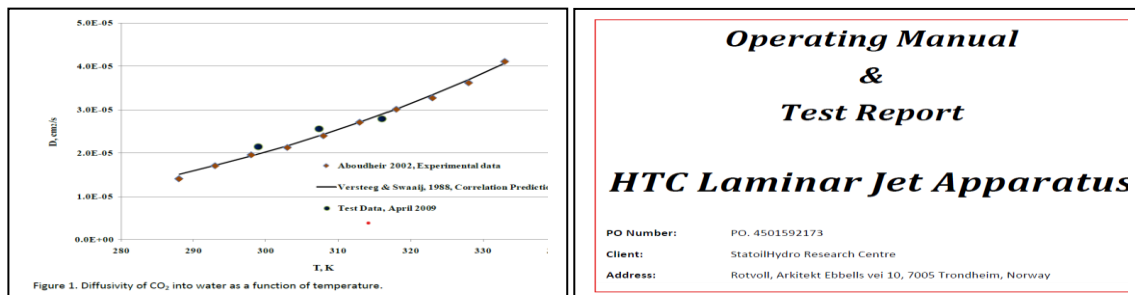 5.0E-05
4.0E-05
3.0E-05
2.0E-05
1.0E-05
0.0E+00
D, cm2/s
280 290 300 310 320 330
T, K
Aboudheir 2002, Experimental data
Versteeg & Swaaij, 1988, Correlation Predictio
Test Data, April 2009
Figure 1. Diffusivity of CO₂ into water as a function of temperature.
Operating Manual
&
Test Report
HTC Laminar Jet Apparatus
PO Number: PO. 4501592173
Client: StatoilHydro Research Centre
Address: Rotvoll, Arkitekt Ebbells vei 10, 7005 Trondheim, Norway